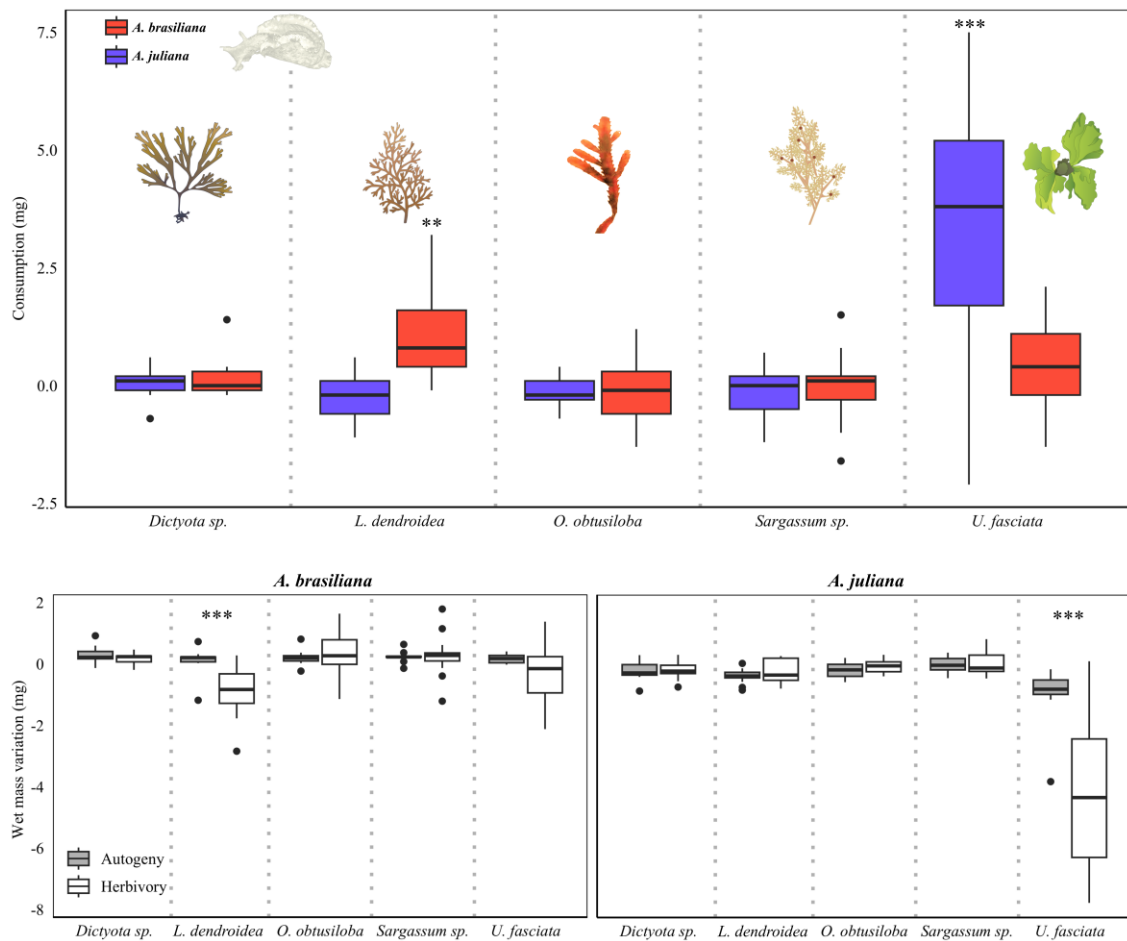 7.5
5.0
2.5
0.0
-2.5
Consumption (mg)
A. brasiliana
A. juliana
**
***
Dictyota sp.
L. dendroidea
O. obtusiloba
Sargassum sp.
U. fasciata
A. brasiliana
A. juliana
2
0
-2
-4
-6
-8
Wet mass variation (mg)
***
***
Autogeny
Herbivory
Dictyota sp.
L. dendroidea
O. obtusiloba
Sargassum sp.
U. fasciata
Dictyota sp.
L. dendroidea
O. obtusiloba
Sargassum sp.
U. fasciata